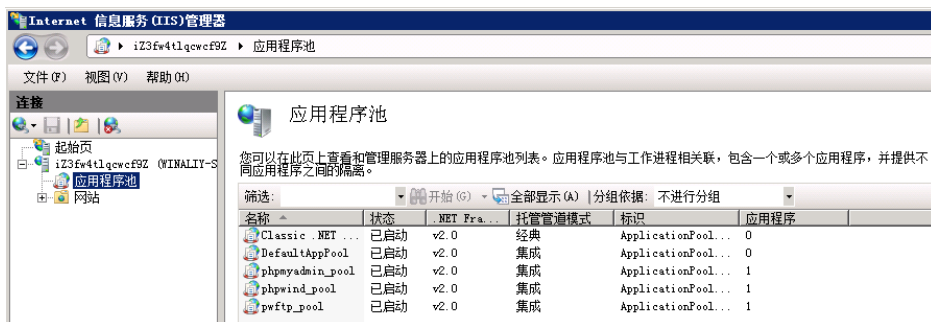 Internet 信息服务(IIS)管理器
iZ3fw4tlqcwcf9Z 应用程序池
文件(F) 视图(V) 帮助(H)
连接
起始页
iZ3fw4tlqcwcf9Z (WINALIY-S
应用程序池
网站
应用程序池
您可以在此页上查看和管理服务器上的应用程序池列表。应用程序池与工作进程相关联，包含一个或多个应用程序，并提供不
同应用程序之间的隔离。
筛选: 开始(G) 全部显示(A) 分组依据: 不进行分组
名称 状态 .NET Fra... 托管管道模式 标识 应用程序
Classic .NET ... 已启动 v2.0 经典 ApplicationPool... 0
DefaultAppPool 已启动 v2.0 集成 ApplicationPool... 0
phpmyadmin_pool 已启动 v2.0 集成 ApplicationPool... 1
phpwind_pool 已启动 v2.0 集成 ApplicationPool... 1
pwftp_pool 已启动 v2.0 集成 ApplicationPool... 1